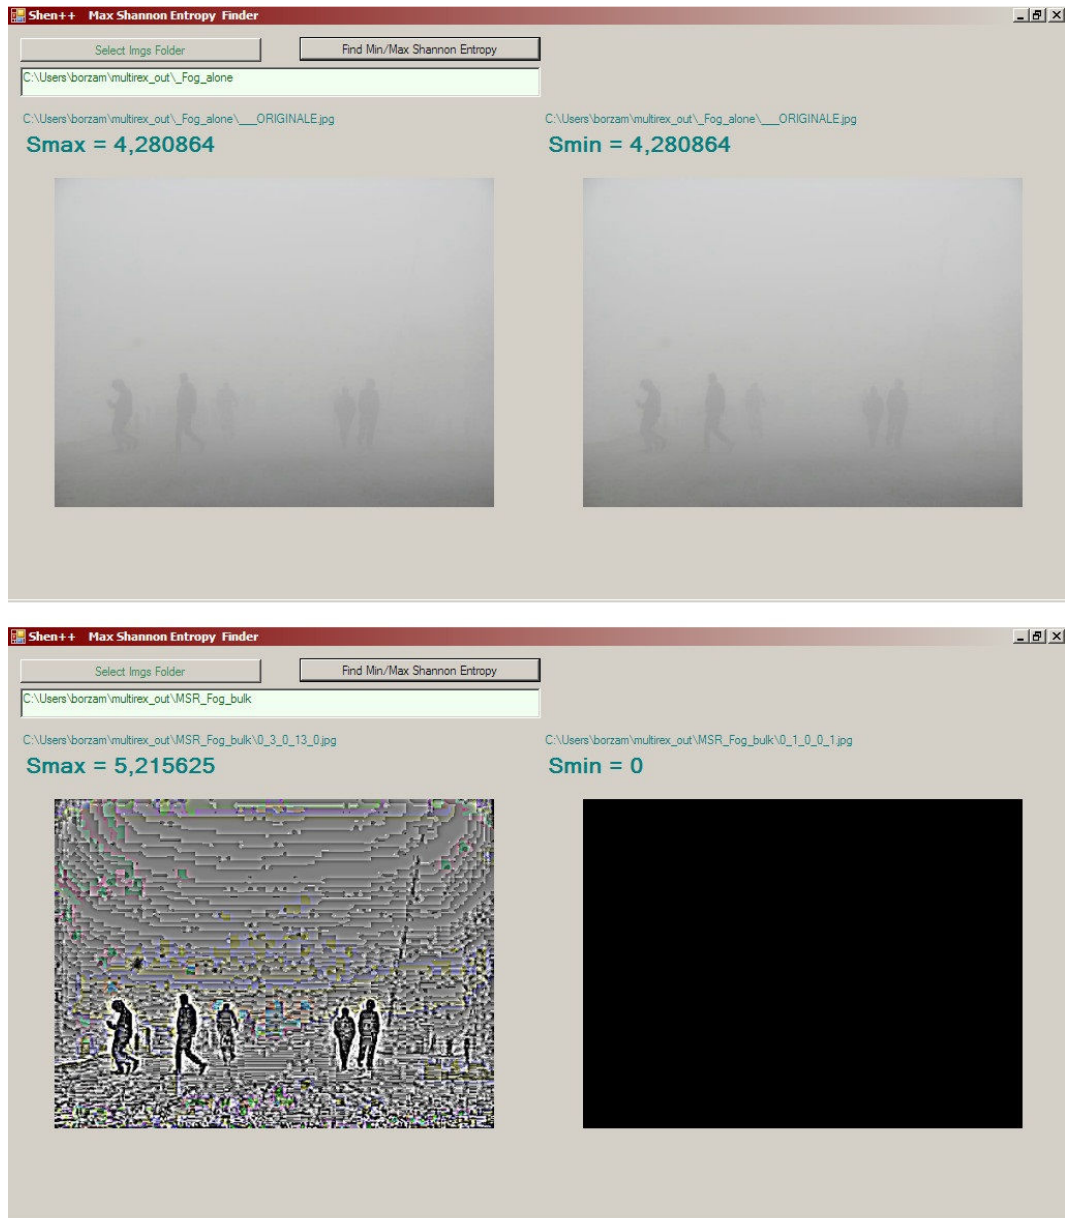 Shen++ Max Shannon Entropy Finder
Select Imgs Folder
Find Min/Max Shannon Entropy
C:\Users\borzam\multirex_out\_Fog_alone
C:\Users\borzam\multirex_out\_Fog_alone\___ORIGINALE.jpg
C:\Users\borzam\multirex_out\_Fog_alone\___ORIGINALE.jpg
Smax = 4,280864
Smin = 4,280864
Shen++ Max Shannon Entropy Finder
Select Imgs Folder
Find Min/Max Shannon Entropy
C:\Users\borzam\multirex_out\MSR_Fog_bulk
C:\Users\borzam\multirex_out\MSR_Fog_bulk\0_3_0_13_0.jpg
C:\Users\borzam\multirex_out\MSR_Fog_bulk\0_1_0_0_1.jpg
Smax = 5,215625
Smin = 0